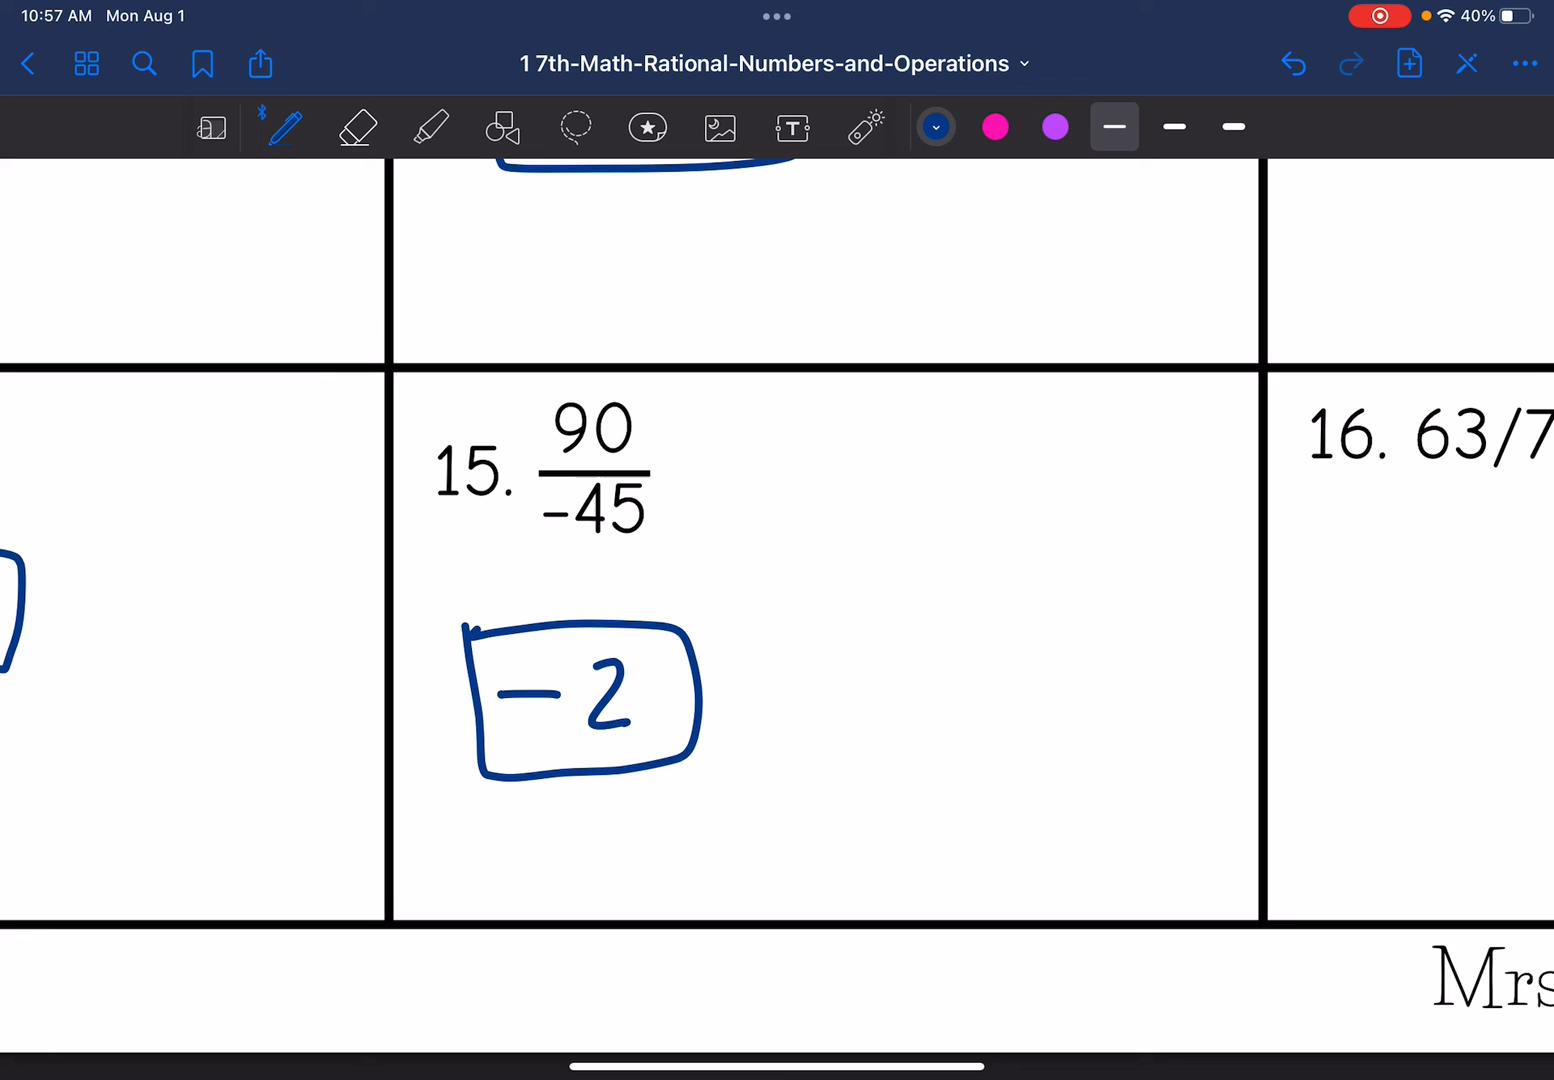 10:57 AM Mon Aug 1
40%
1 7th-Math-Rational-Numbers-and-Operations
T
15. 90
-45
16. 63/7
-2
Mrs